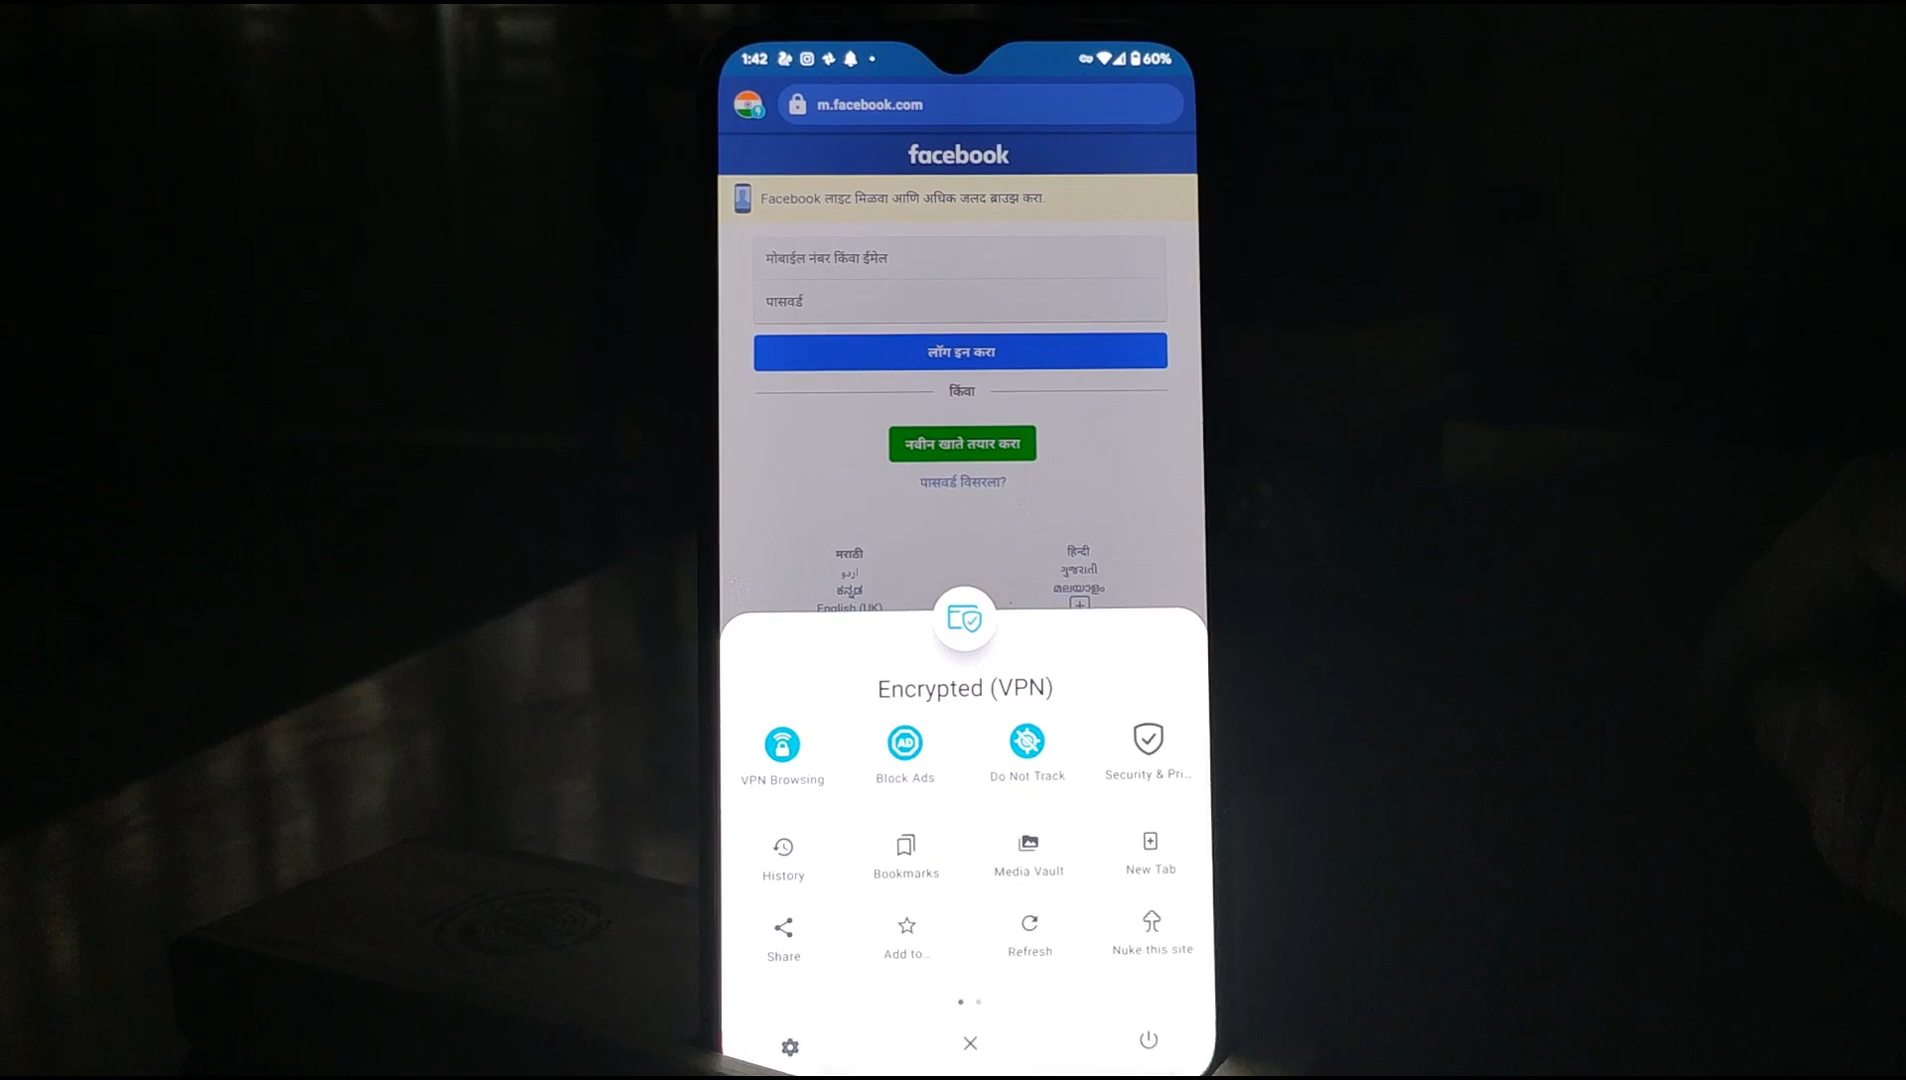 1:42 60%
m.facebook.com
facebook
Facebook लाइट मिळवा आणि अधिक जलद ब्राउझ करा.
मोबाईल नंबर किंवा ईमेल
पासवर्ड
लॉग इन करा
किंवा
नवीन खाते तयार करा
पासवर्ड विसरला?
मराठी हिन्दी
اردو ગુજરાતી
ಕನ್ನಡ മലയാളം
English (UK)
Encrypted (VPN)
VPN Browsing Block Ads Do Not Track Security & Pri...
History Bookmarks Media Vault New Tab
Share Add to... Refresh Nuke this site